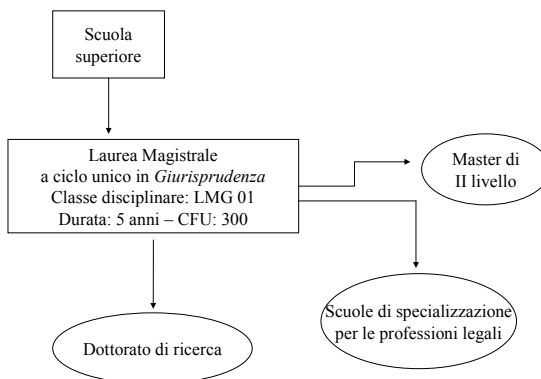 Scuola
superiore
Laurea Magistrale
a ciclo unico in Giurisprudenza
Classe disciplinare: LMG 01
Durata: 5 anni – CFU: 300
Master di
II livello
Scuole di specializzazione
per le professioni legali
Dottorato di ricerca